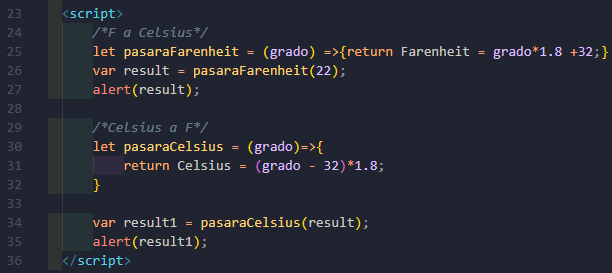 23 <script>
24 /*F a Celsius*/
25 let pasaraFarenheit = (grado) =>{return Farenheit = grado*1.8 +32;}
26 var result = pasaraFarenheit(22);
27 alert(result);
28
29 /*Celsius a F*/
30 let pasaraCelsius = (grado)=>{
31 return Celsius = (grado - 32)*1.8;
32 }
33
34 var result1 = pasaraCelsius(result);
35 alert(result1);
36 </script>